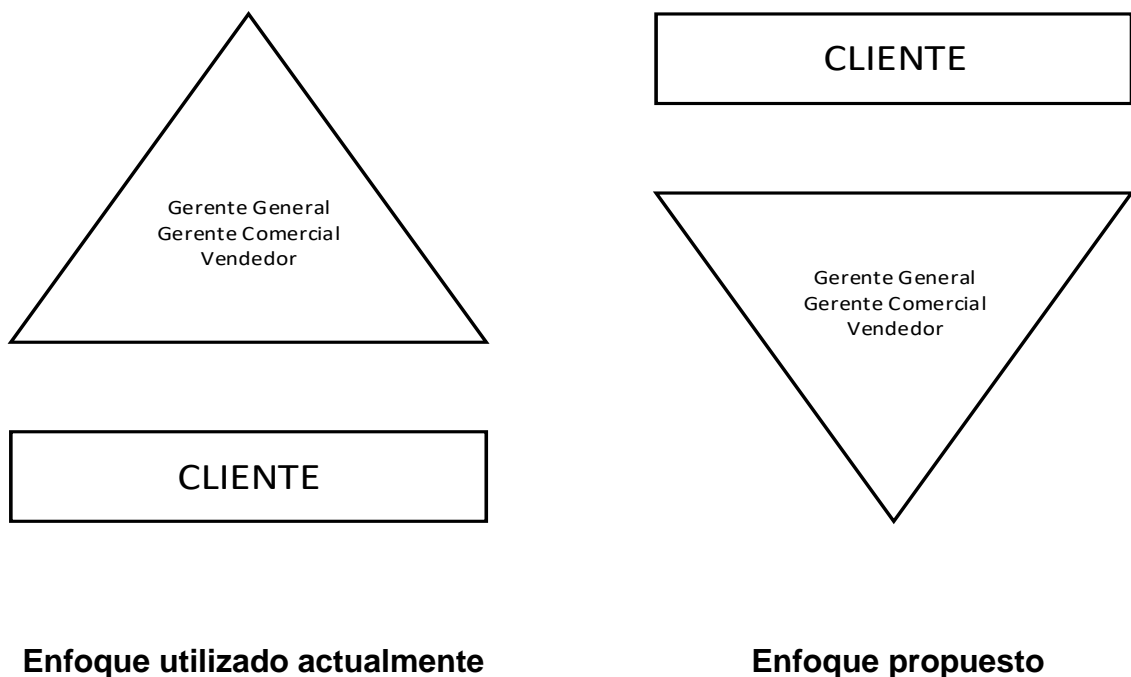 Gerente General
Gerente Comercial
Vendedor
CLIENTE
Enfoque utilizado actualmente
CLIENTE
Gerente General
Gerente Comercial
Vendedor
Enfoque propuesto